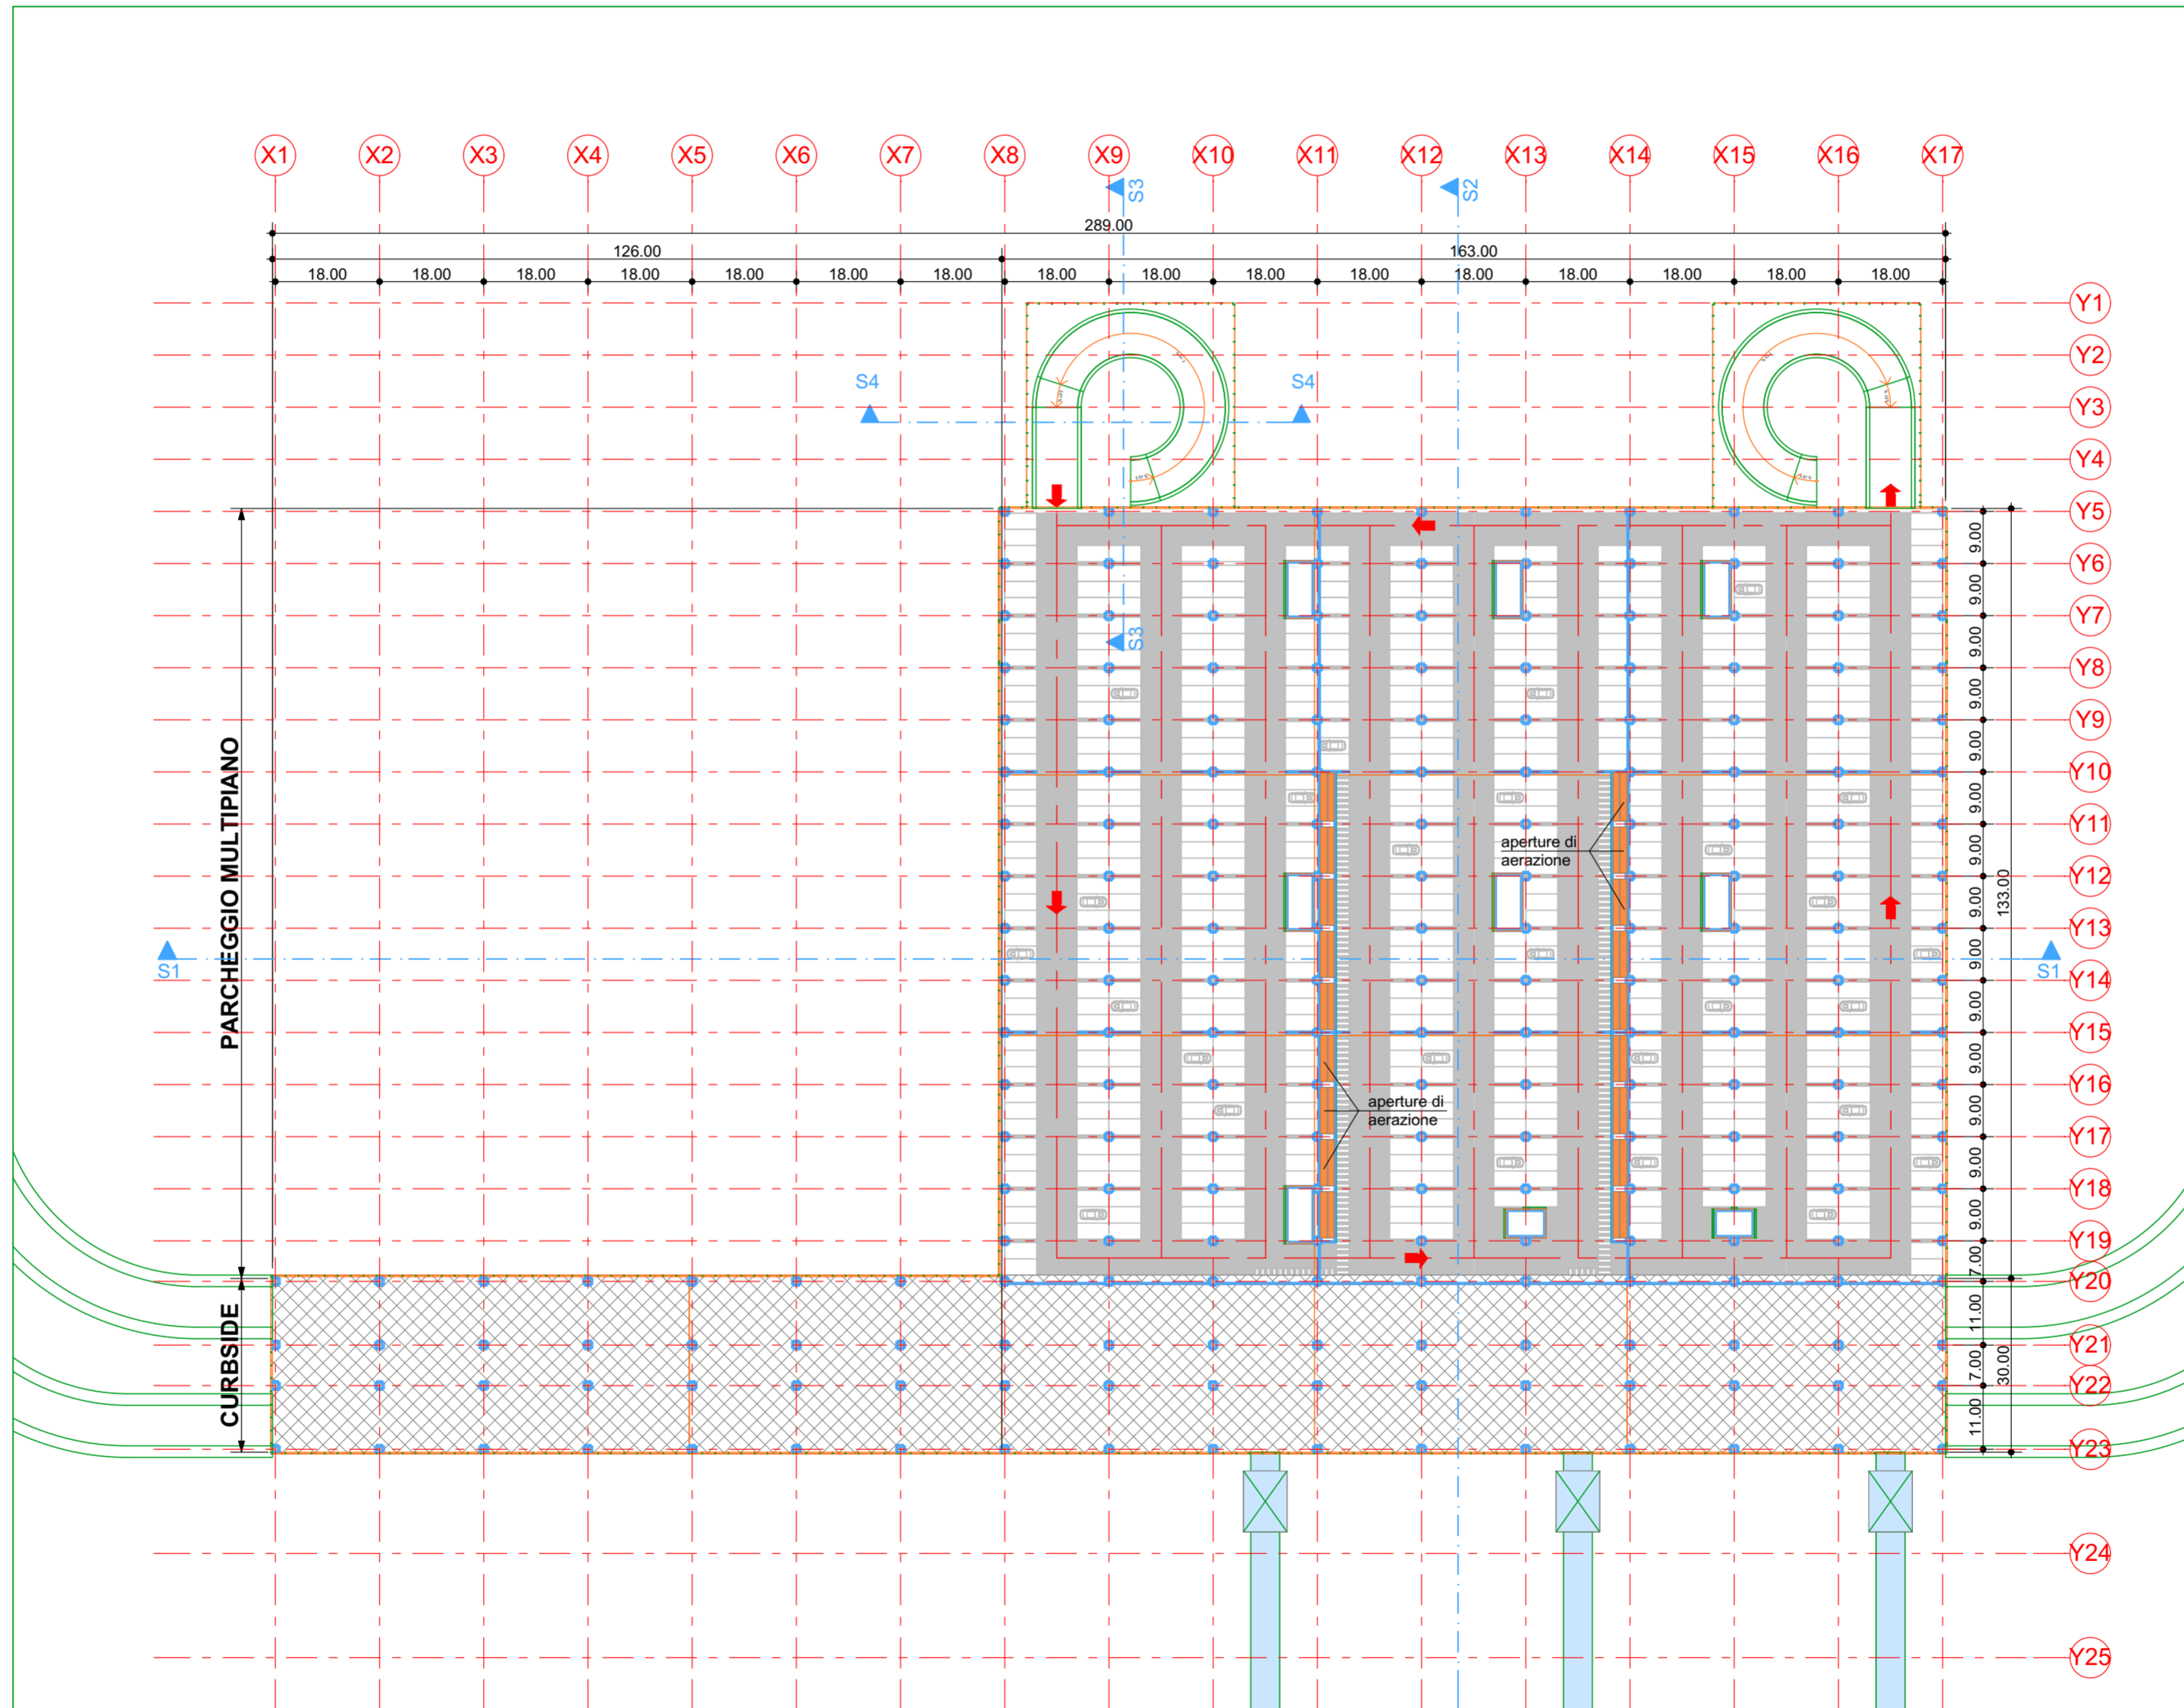 X1 X2 X3 X4 X5 X6 X7 X8 X9 X10 X11 X12 X13 X14 X15 X16 X17
S3 S2
289.00
126.00 163.00
18.00 18.00 18.00 18.00 18.00 18.00 18.00 18.00 18.00 18.00 18.00 18.00 18.00 18.00 18.00 18.00
Y1
Y2
S4 S4
Y3
Y4
Y5
9.00
Y6
9.00
Y7
S3
9.00
Y8
9.00
Y9
9.00
Y10
9.00
Y11
aperture di
aerazione
9.00
Y12
133.00
9.00
Y13
PARCHEGGIO MULTIPIANO
S1 S1
9.00
Y14
9.00
Y15
9.00
Y16
aperture di
aerazione
9.00
Y17
9.00
Y18
9.00
Y19
7.00
Y20
11.00
CURBSIDE
Y21
7.00
30.00
Y22
11.00
Y23
Y24
Y25